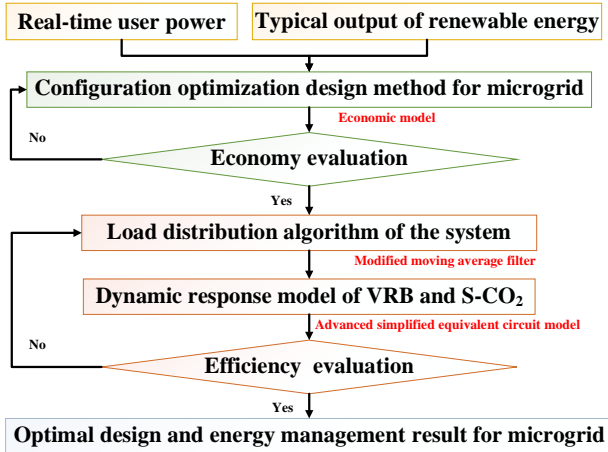 Real-time user power
Typical output of renewable energy
Configuration optimization design method for microgrid
Economic model
No
Economy evaluation
Yes
Load distribution algorithm of the system
Modified moving average filter
Dynamic response model of VRB and S-CO₂
Advanced simplified equivalent circuit model
No
Efficiency evaluation
Yes
Optimal design and energy management result for microgrid